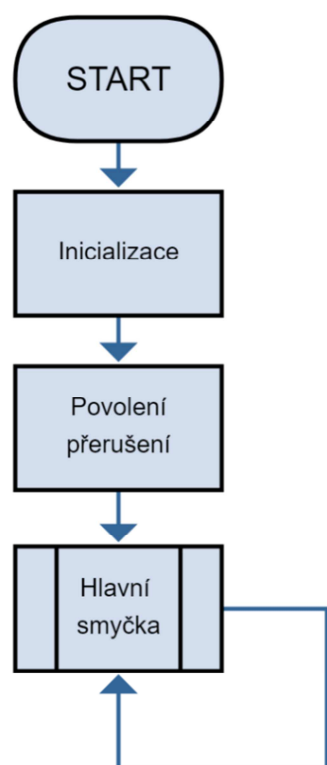 START
Inicializace
Povolení
přerušení
Hlavní
smyčka